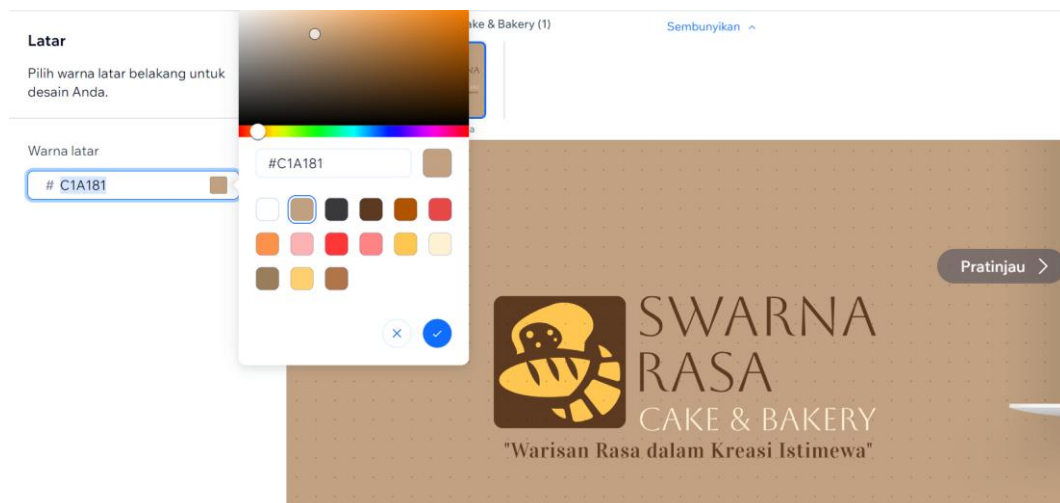 Latar
Pilih warna latar belakang untuk
desain Anda.
Warna latar
# C1A181
#C1A181
& Bakery (1)
Sembunyikan
Pratinjau
SWARNA
RASA
CAKE & BAKERY
"Warisan Rasa dalam Kreasi Istimewa"